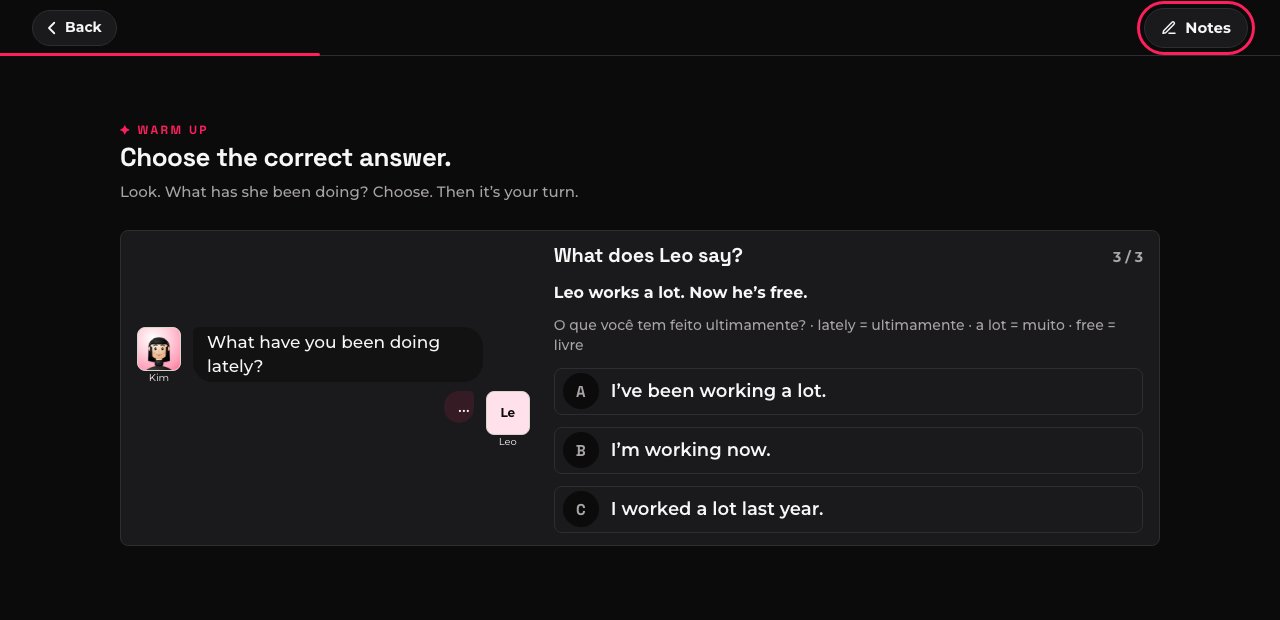 Back
Notes
WARM UP
Choose the correct answer.
Look. What has she been doing? Choose. Then it’s your turn.
What have you been doing
lately?
Kim
...
Le
Leo
What does Leo say?
3 / 3
Leo works a lot. Now he’s free.
O que você tem feito ultimamente? · lately = ultimamente · a lot = muito · free =
livre
A I’ve been working a lot.
B I’m working now.
C I worked a lot last year.